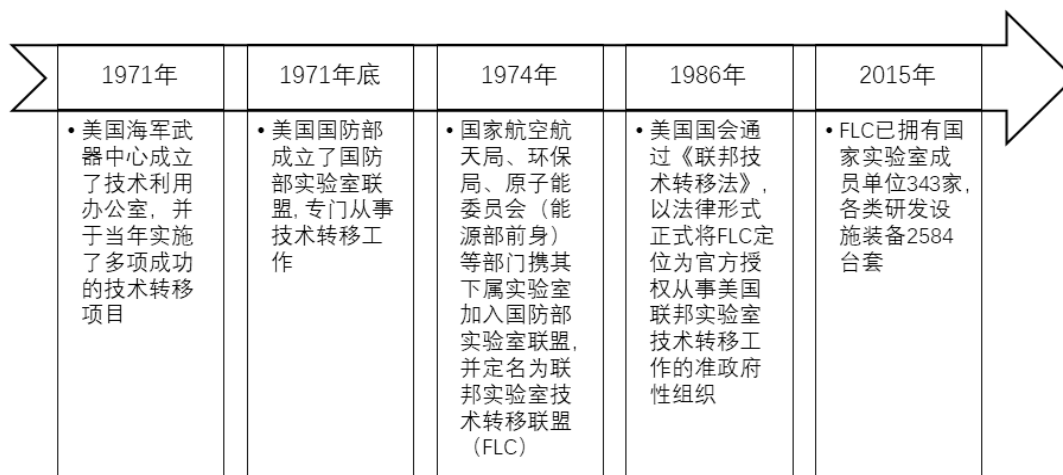 1971年
• 美国海军武
器中心成立
了技术利用
办公室，并
于当年实施
了多项成功
的技术转移
项目
1971年底
• 美国国防部
成立了国防
部实验室联
盟, 专门从事
技术转移工
作
1974年
• 国家航空航
天局、环保
局、原子能
委员会（能
源部前身）
等部门携其
下属实验室
加入国防部
实验室联盟,
并定名为联
邦实验室技
术转移联盟
（FLC）
1986年
• 美国国会通
过《联邦技
术转移法》,
以法律形式
正式将FLC定
位为官方授
权从事美国
联邦实验室
技术转移工
作的准政府
性组织
2015年
• FLC已拥有国
家实验室成
员单位343家,
各类研发设
施装备2584
台套